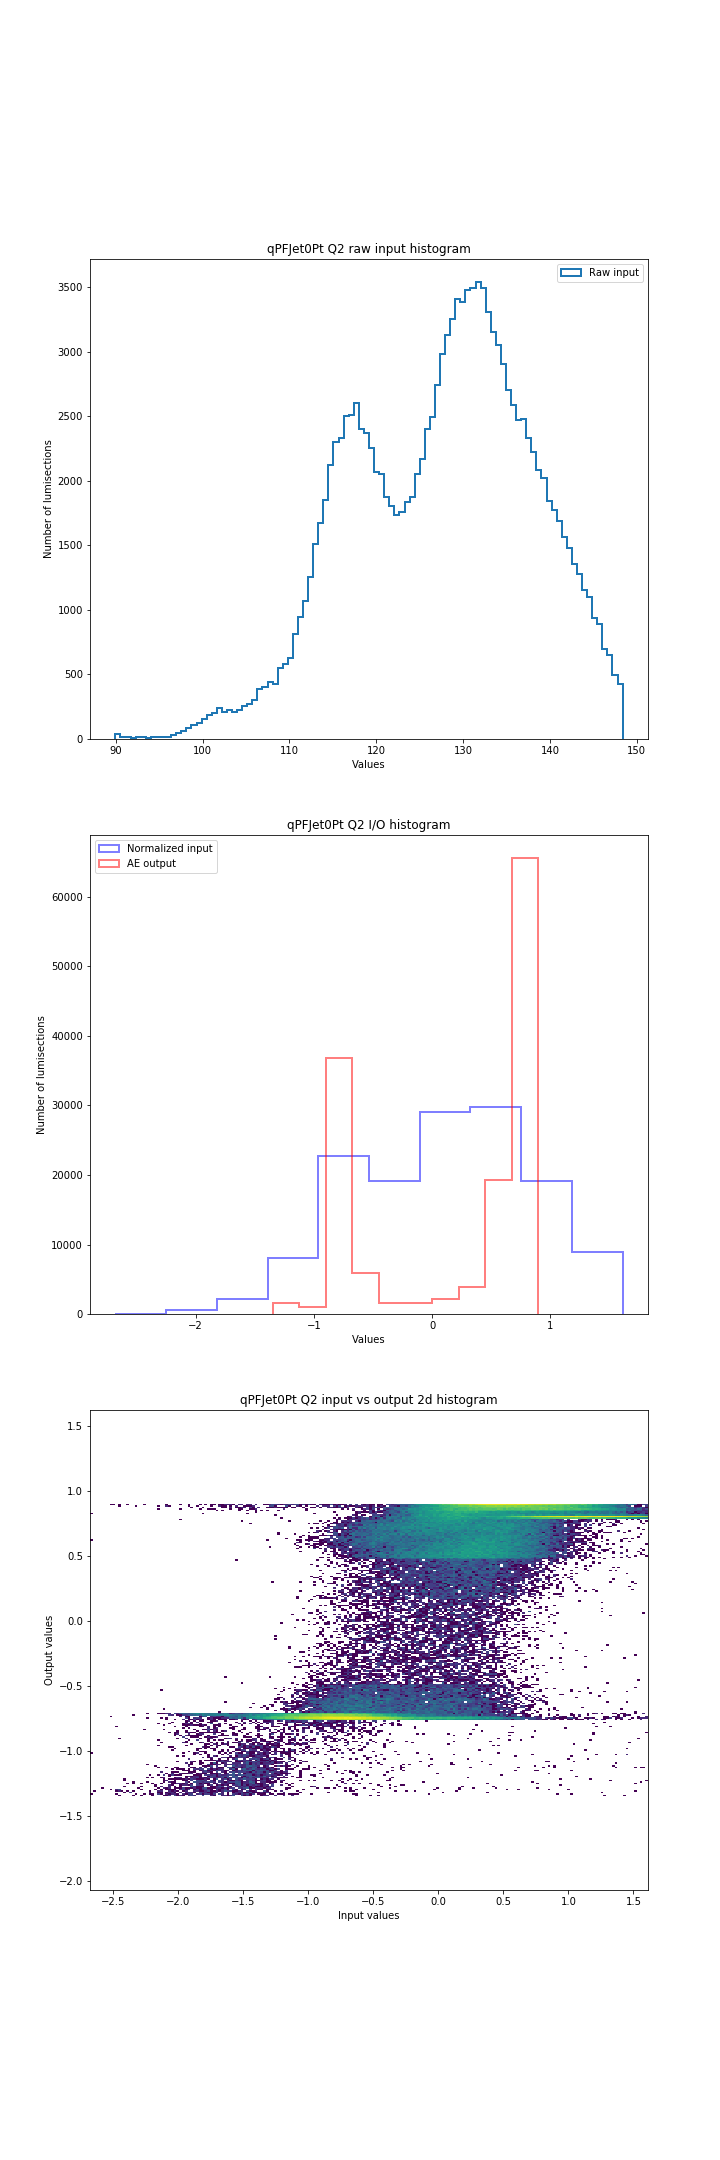 qPFJet0Pt Q2 raw input histogram
Raw input
3500
3000
2500
2000
1500
1000
500
0
Number of lumisections
90 100 110 120 130 140 150
Values
qPFJet0Pt Q2 I/O histogram
Normalized input
AE output
60000
50000
40000
30000
20000
10000
0
Number of lumisections
−2 −1 0 1
Values
qPFJet0Pt Q2 input vs output 2d histogram
1.5
1.0
0.5
0.0
−0.5
−1.0
−1.5
−2.0
Output values
−2.5 −2.0 −1.5 −1.0 −0.5 0.0 0.5 1.0 1.5
Input values